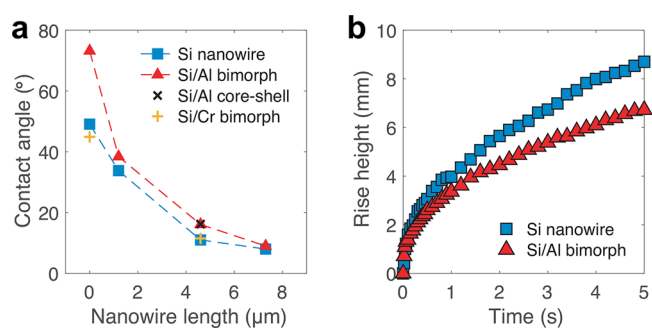 a
80
60
40
20
0
Contact angle (º)
Si nanowire
Si/Al bimorph
Si/Al core-shell
Si/Cr bimorph
0 2 4 6 8
Nanowire length (μm)
b
10
8
6
4
2
0
Rise height (mm)
Si nanowire
Si/Al bimorph
0 1 2 3 4 5
Time (s)